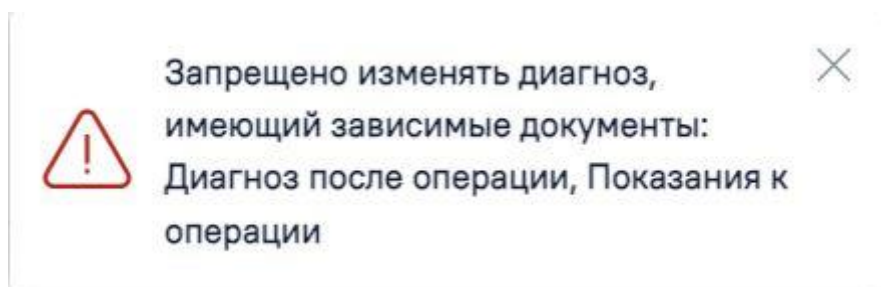 Запрещено изменять диагноз,
имеющий зависимые документы:
Диагноз после операции, Показания к
операции